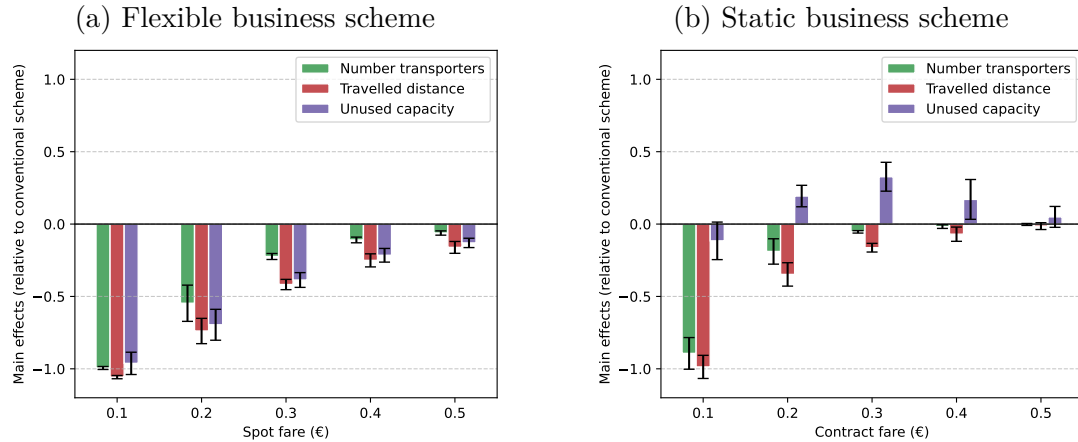 (a) Flexible business scheme
Main effects (relative to conventional scheme)
1.0
0.5
0.0
−0.5
−1.0
Number transporters
Travelled distance
Unused capacity
0.1 0.2 0.3 0.4 0.5
Spot fare (€)
(b) Static business scheme
Main effects (relative to conventional scheme)
1.0
0.5
0.0
−0.5
−1.0
Number transporters
Travelled distance
Unused capacity
0.1 0.2 0.3 0.4 0.5
Contract fare (€)